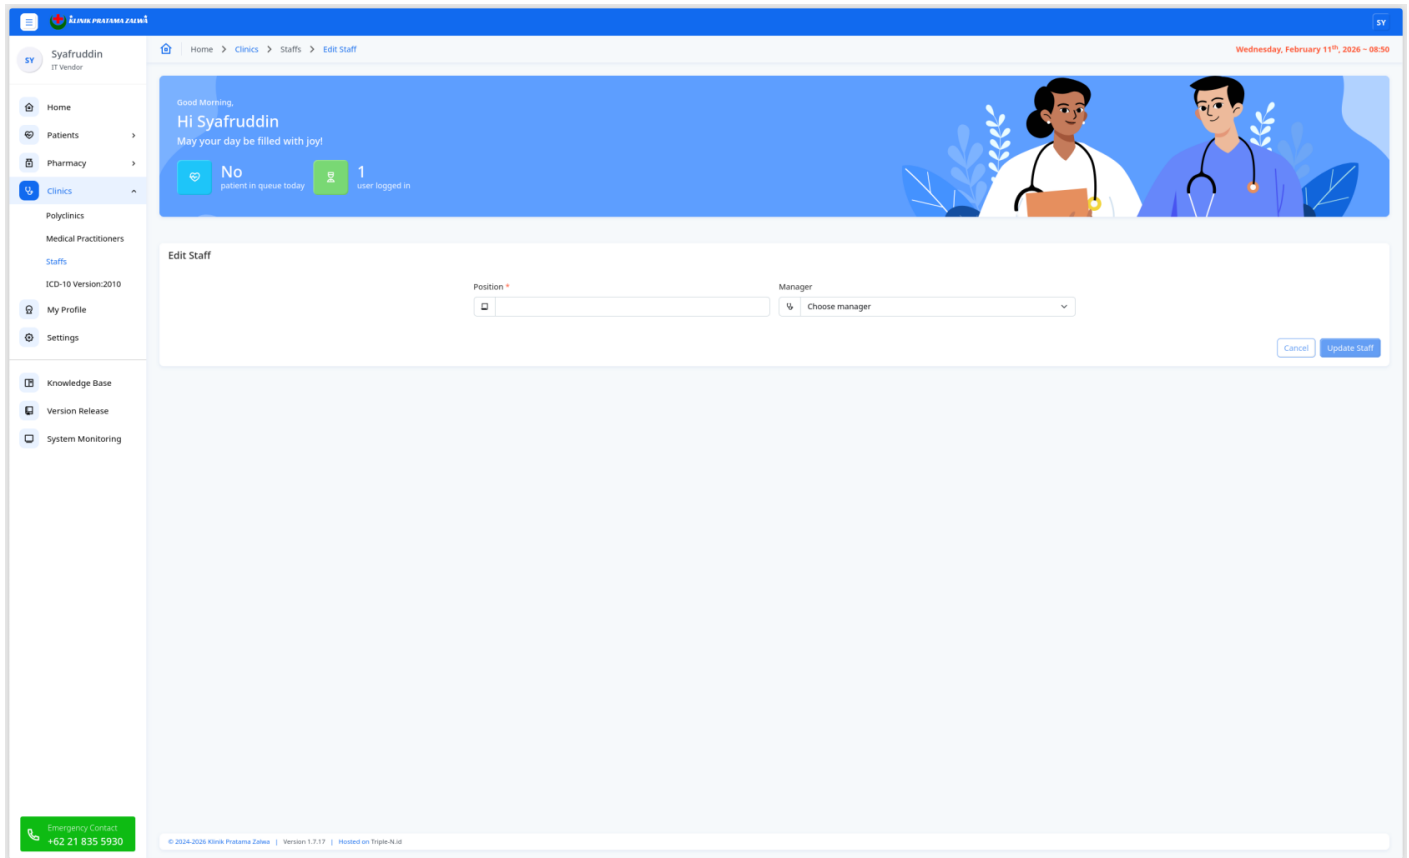 KLINIK PRATAMA ZALWA
SY
SY
Syafruddin
IT Vendor
Home
Patients
Pharmacy
Clinics
Polyclinics
Medical Practitioners
Staffs
ICD-10 Version:2010
My Profile
Settings
Knowledge Base
Version Release
System Monitoring
Emergency Contact
+62 21 835 5930
Home > Clinics > Staffs > Edit Staff
Wednesday, February 11th, 2026 ~ 08:50
Good Morning,
Hi Syafruddin
May your day be filled with joy!
No
patient in queue today
1
user logged in
Edit Staff
Position *
Manager
Choose manager
Cancel
Update Staff
© 2024-2026 Klinik Pratama Zalwa | Version 1.7.17 | Hosted on Triple-N.id